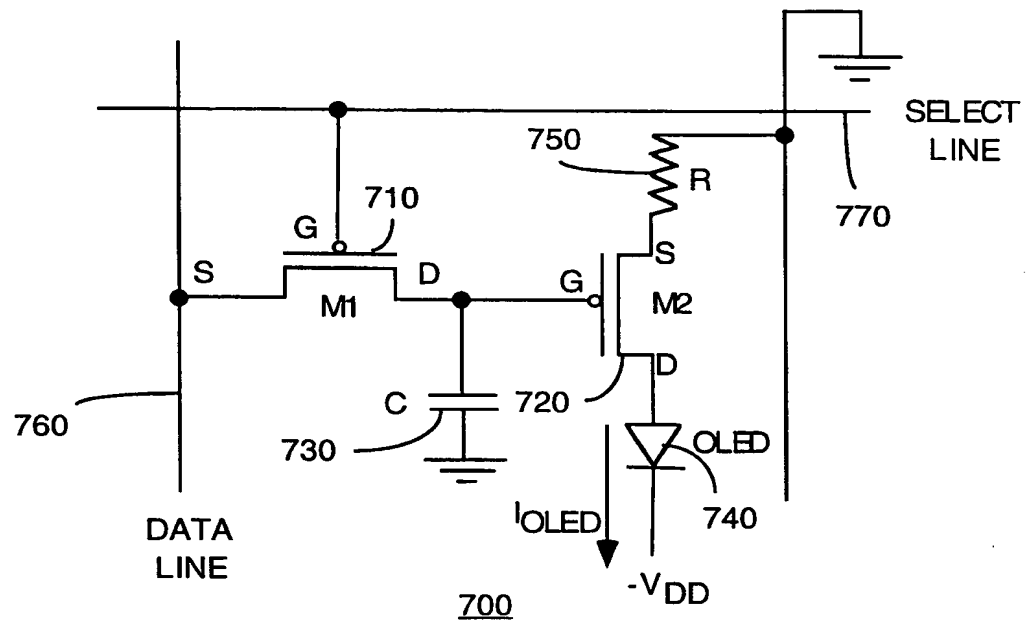 SELECT
LINE
750
R
770
710
G
S
D
M1
G
S
M2
D
720
C
730
760
OLED
740
IOLED
-VDD
DATA
LINE
700